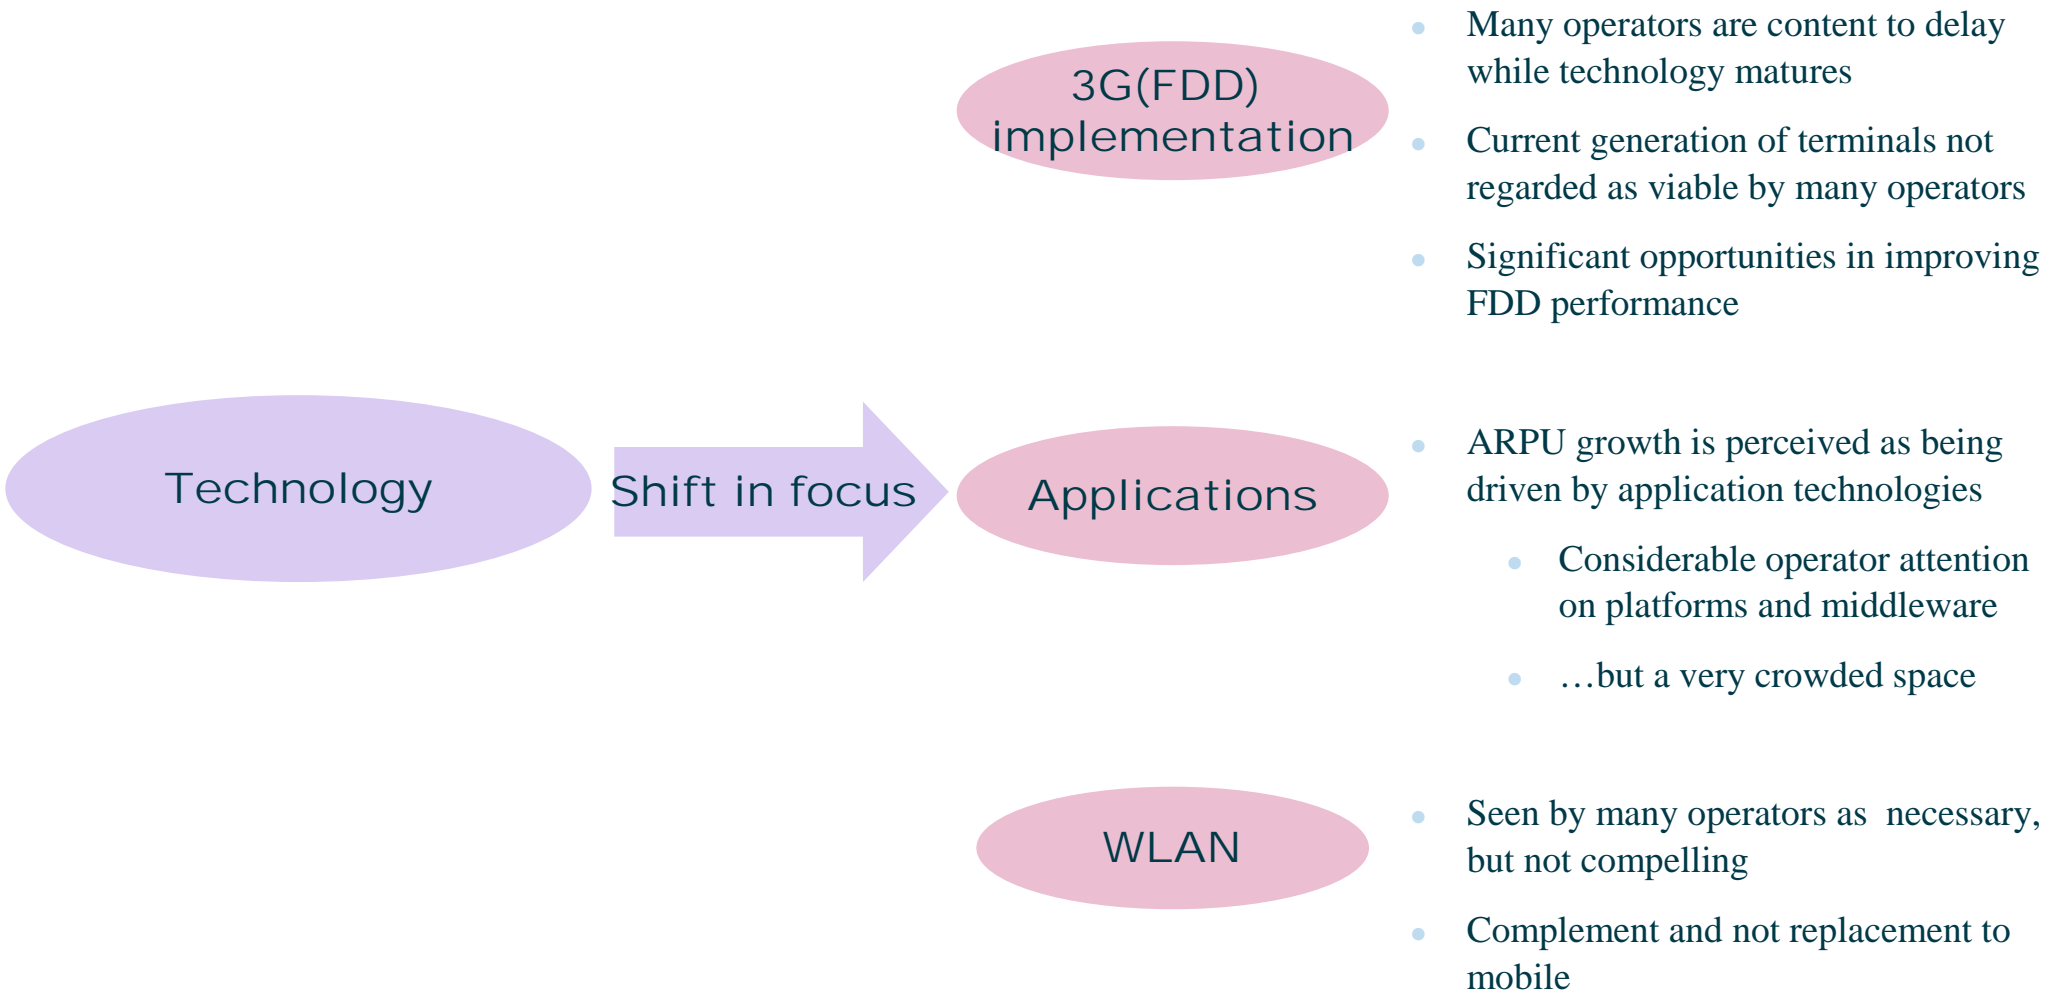 3G(FDD)
implementation
Many operators are content to delay
while technology matures
Current generation of terminals not
regarded as viable by many operators
Significant opportunities in improving
FDD performance
Technology
Shift in focus
Applications
ARPU growth is perceived as being
driven by application technologies
Considerable operator attention
on platforms and middleware
…but a very crowded space
WLAN
Seen by many operators as  necessary,
but not compelling
Complement and not replacement to
mobile